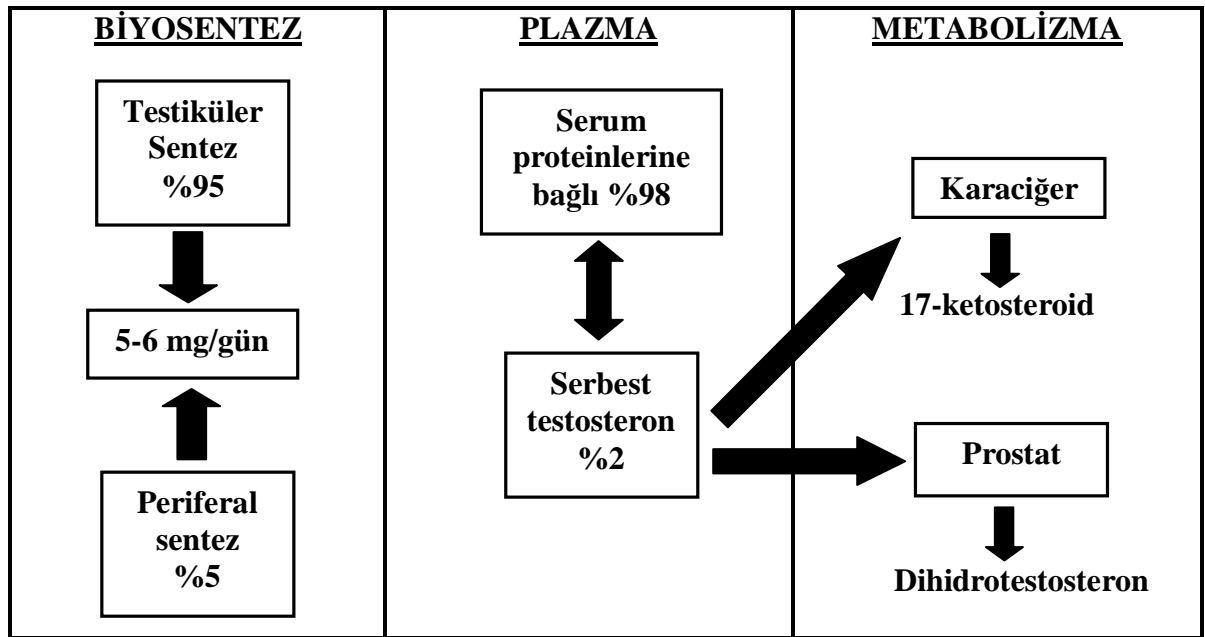 BİYOSENTEZ
Testiküler
Sentez
%95
5-6 mg/gün
Periferal
sentez
%5
PLAZMA
Serum
proteinlerine
bağlı %98
Serbest
testosteron
%2
METABOLİZMA
Karaciğer
17-ketosteroid
Prostat
Dihidrotestosteron